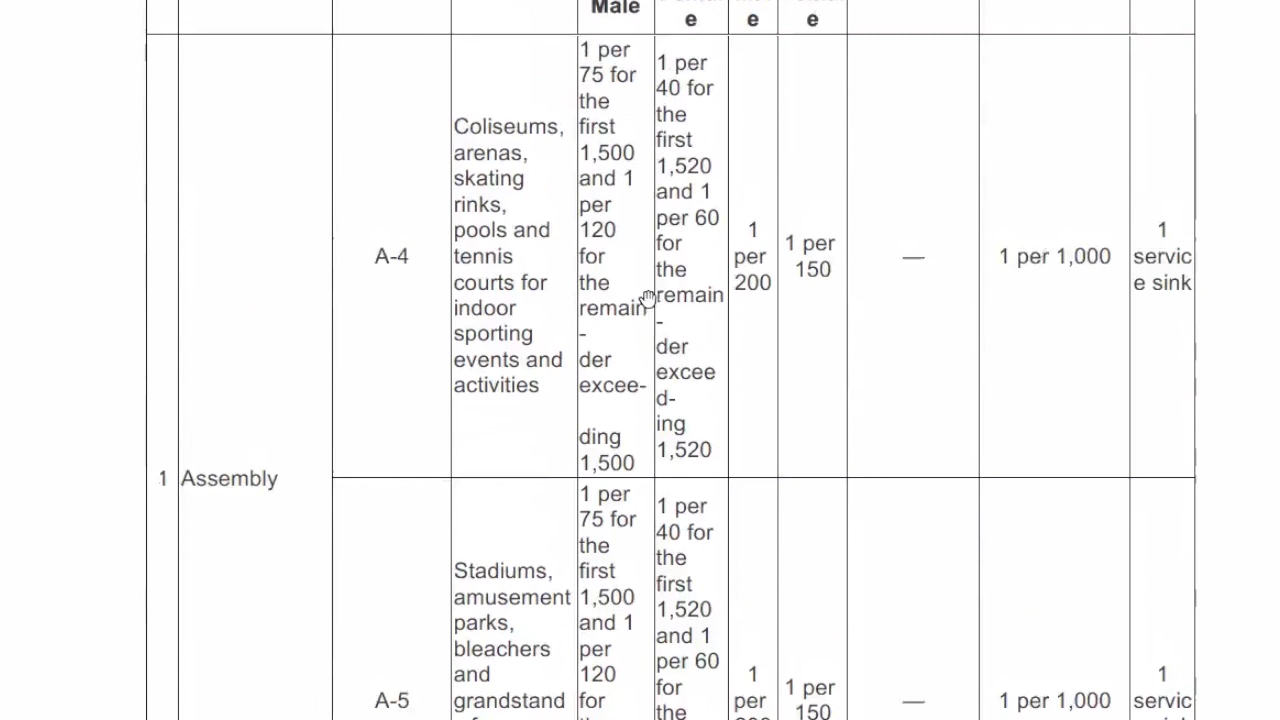 Male
e
e
e
1
Assembly
A-4
Coliseums,
arenas,
skating
rinks,
pools and
tennis
courts for
indoor
sporting
events and
activities
1 per
75 for
the
first
1,500
and 1
per
120
for
the
remain
-
der
excee-
ding
1,500
1 per
40 for
the
first
1,520
and 1
per 60
for
the
remain
-
der
excee
d-
ing
1,520
1
per
200
1 per
150
—
1 per 1,000
1
servic
e sink
A-5
Stadiums,
amusement
parks,
bleachers
and
grandstand
1 per
75 for
the
first
1,500
and 1
per
120
for
1 per
40 for
the
first
1,520
and 1
per 60
for
the
1
per
1 per
150
—
1 per 1,000
1
servic